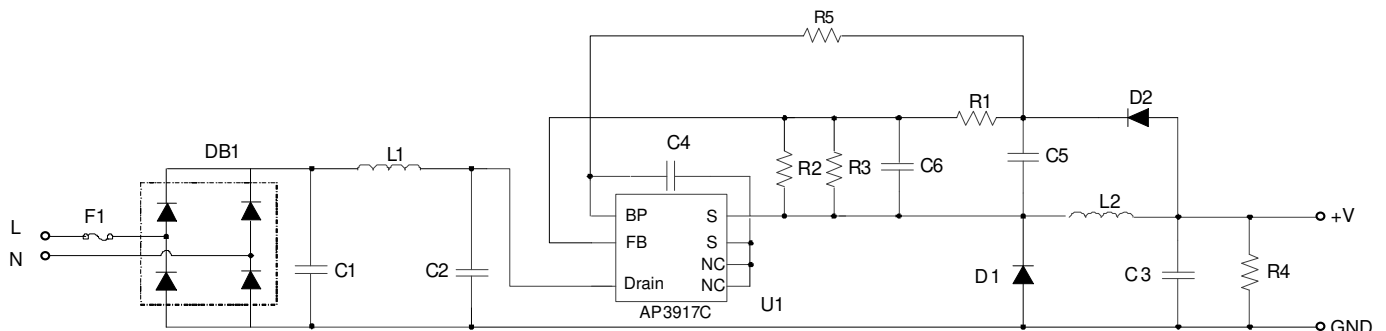 R5
R1
D2
DB1
L1
C4
R2
R3
C6
C5
L2
F1
L
N
BP
S
FB
S
NC
Drain
NC
AP3917C
U1
C1
C2
D1
C3
R4
+V
GND